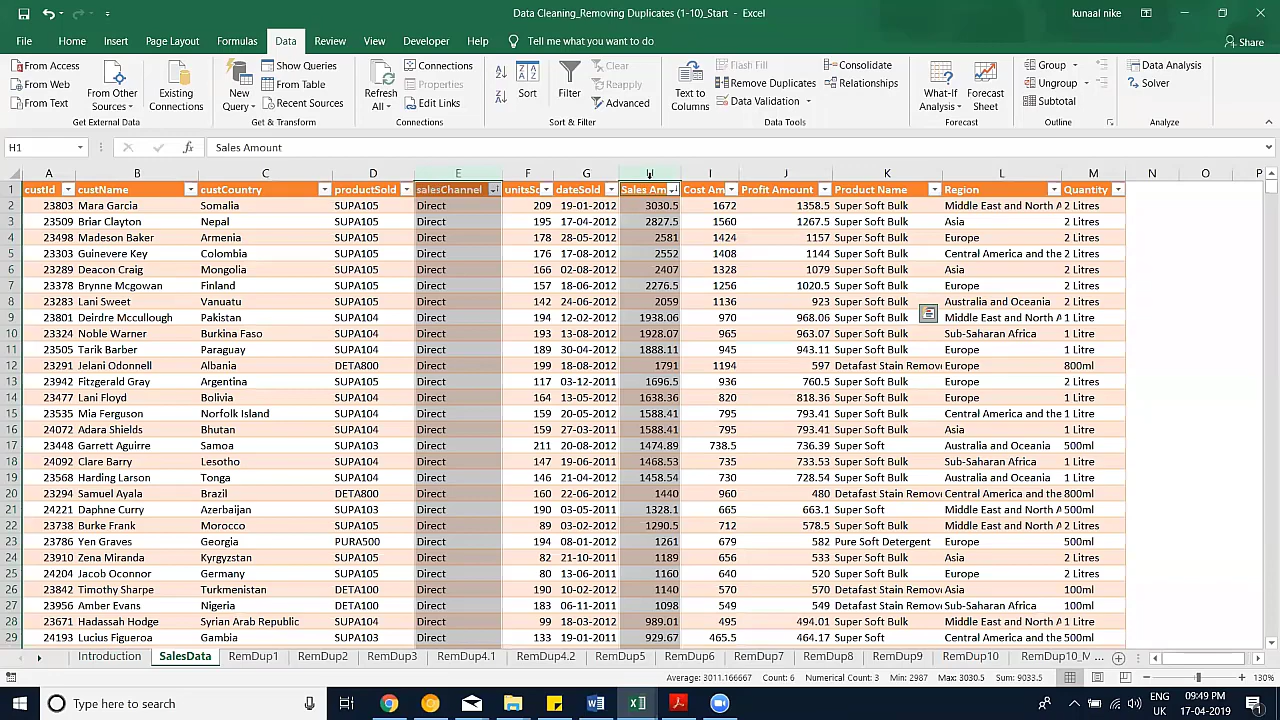 Data Cleaning_Removing Duplicates (1-10)_Start - Excel
kunaal nike
File Home Insert Page Layout Formulas Data Review View Developer Help Tell me what you want to do
Share
From Access From Web From Text From Other Sources Existing Connections
Get External Data
New Query Show Queries From Table Recent Sources
Get & Transform
Refresh All Connections Properties Edit Links
Connections
Sort Filter Clear Reapply Advanced
Sort & Filter
Text to Columns Flash Fill Remove Duplicates Data Validation Consolidate Relationships
Data Tools
What-If Analysis Forecast Sheet
Forecast
Group Ungroup Subtotal
Outline
Data Analysis Solver
Analyze
H1 fx Sales Amount
A B C D E F G H I J K L M N O P
1 custId custName custCountry productSold salesChannel unitsSo dateSold Sales Am Cost Am Profit Amount Product Name Region Quantity
2 23803 Mara Garcia Somalia SUPA105 Direct 209 19-01-2012 3030.5 1672 1358.5 Super Soft Bulk Middle East and North A 2 Litres
3 23509 Briar Clayton Nepal SUPA105 Direct 195 17-04-2012 2827.5 1560 1267.5 Super Soft Bulk Asia 2 Litres
4 23498 Madeson Baker Armenia SUPA105 Direct 178 28-05-2012 2581 1424 1157 Super Soft Bulk Europe 2 Litres
5 23303 Guinevere Key Colombia SUPA105 Direct 176 17-08-2012 2552 1408 1144 Super Soft Bulk Central America and the 2 Litres
6 23289 Deacon Craig Mongolia SUPA105 Direct 166 02-08-2012 2407 1328 1079 Super Soft Bulk Asia 2 Litres
7 23378 Brynne Mcgowan Finland SUPA105 Direct 157 18-06-2012 2276.5 1256 1020.5 Super Soft Bulk Europe 2 Litres
8 23283 Lani Sweet Vanuatu SUPA105 Direct 142 24-06-2012 2059 1136 923 Super Soft Bulk Australia and Oceania 2 Litres
9 23801 Deirdre Mccullough Pakistan SUPA104 Direct 194 12-02-2012 1938.06 970 968.06 Super Soft Bulk Middle East and North A 1 Litre
10 23324 Noble Warner Burkina Faso SUPA104 Direct 193 13-08-2012 1928.07 965 963.07 Super Soft Bulk Sub-Saharan Africa 1 Litre
11 23505 Tarik Barber Paraguay SUPA104 Direct 189 30-04-2012 1888.11 945 943.11 Super Soft Bulk Europe 1 Litre
12 23291 Jelani Odonnell Albania DETA800 Direct 199 18-08-2012 1791 1194 597 Detafast Stain Remov Europe 800ml
13 23942 Fitzgerald Gray Argentina SUPA105 Direct 117 03-12-2011 1696.5 936 760.5 Super Soft Bulk Europe 2 Litres
14 23477 Lani Floyd Bolivia SUPA104 Direct 164 13-05-2012 1638.36 820 818.36 Super Soft Bulk Europe 1 Litre
15 23535 Mia Ferguson Norfolk Island SUPA104 Direct 159 20-05-2012 1588.41 795 793.41 Super Soft Bulk Central America and the 1 Litre
16 24072 Adara Shields Bhutan SUPA104 Direct 159 27-03-2011 1588.41 795 793.41 Super Soft Bulk Asia 1 Litre
17 23448 Garrett Aguirre Samoa SUPA103 Direct 211 20-08-2012 1474.89 738.5 736.39 Super Soft Australia and Oceania 500ml
18 24092 Clare Barry Lesotho SUPA104 Direct 147 19-06-2011 1468.53 735 733.53 Super Soft Bulk Sub-Saharan Africa 1 Litre
19 23568 Harding Larson Tonga SUPA104 Direct 146 21-04-2012 1458.54 730 728.54 Super Soft Bulk Australia and Oceania 1 Litre
20 23294 Samuel Ayala Brazil DETA800 Direct 160 22-06-2012 1440 960 480 Detafast Stain Remov Central America and the 800ml
21 24221 Daphne Curry Azerbaijan SUPA103 Direct 190 03-05-2011 1328.1 665 663.1 Super Soft Middle East and North A 500ml
22 23738 Burke Frank Morocco SUPA105 Direct 89 03-02-2012 1290.5 712 578.5 Super Soft Bulk Middle East and North A 2 Litres
23 23786 Yen Graves Georgia PURA500 Direct 194 08-01-2012 1261 679 582 Pure Soft Detergent Europe 500ml
24 23910 Zena Miranda Kyrgyzstan SUPA105 Direct 82 21-10-2011 1189 656 533 Super Soft Bulk Asia 2 Litres
25 24204 Jacob Oconnor Germany SUPA105 Direct 80 13-06-2011 1160 640 520 Super Soft Bulk Europe 2 Litres
26 23842 Timothy Sharpe Turkmenistan DETA100 Direct 190 10-02-2012 1140 570 570 Detafast Stain Remov Asia 100ml
27 23956 Amber Evans Nigeria DETA100 Direct 183 06-11-2011 1098 549 549 Detafast Stain Remov Sub-Saharan Africa 100ml
28 23671 Hadassah Hodge Syrian Arab Republic SUPA104 Direct 99 18-03-2012 989.01 495 494.01 Super Soft Bulk Middle East and North A 1 Litre
29 24193 Lucius Figueroa Gambia SUPA103 Direct 133 19-01-2011 929.67 465.5 464.17 Super Soft Central America and the 500ml
Introduction SalesData RemDup1 RemDup2 RemDup3 RemDup4.1 RemDup4.2 RemDup5 RemDup6 RemDup7 RemDup8 RemDup9 RemDup10 RemDup10_M ...
Average: 3011.166667 Count: 6 Numerical Count: 3 Min: 2987 Max: 3030.5 Sum: 9033.5 130%
Type here to search
ENG
UK
09:49 PM
17-04-2019